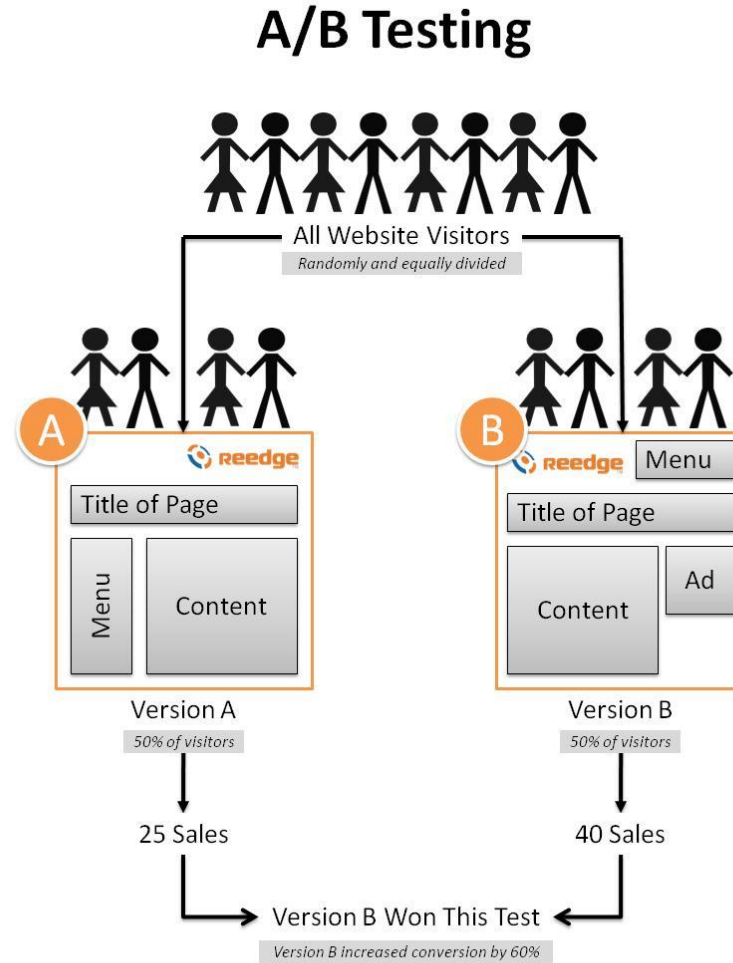 A/B Testing
All Website Visitors
Randomly and equally divided
A
Reedge
Title of Page
Menu
Content
Version A
50% of visitors
25 Sales
B
Reedge
Menu
Title of Page
Content
Ad
Version B
50% of visitors
40 Sales
Version B Won This Test
Version B increased conversion by 60%